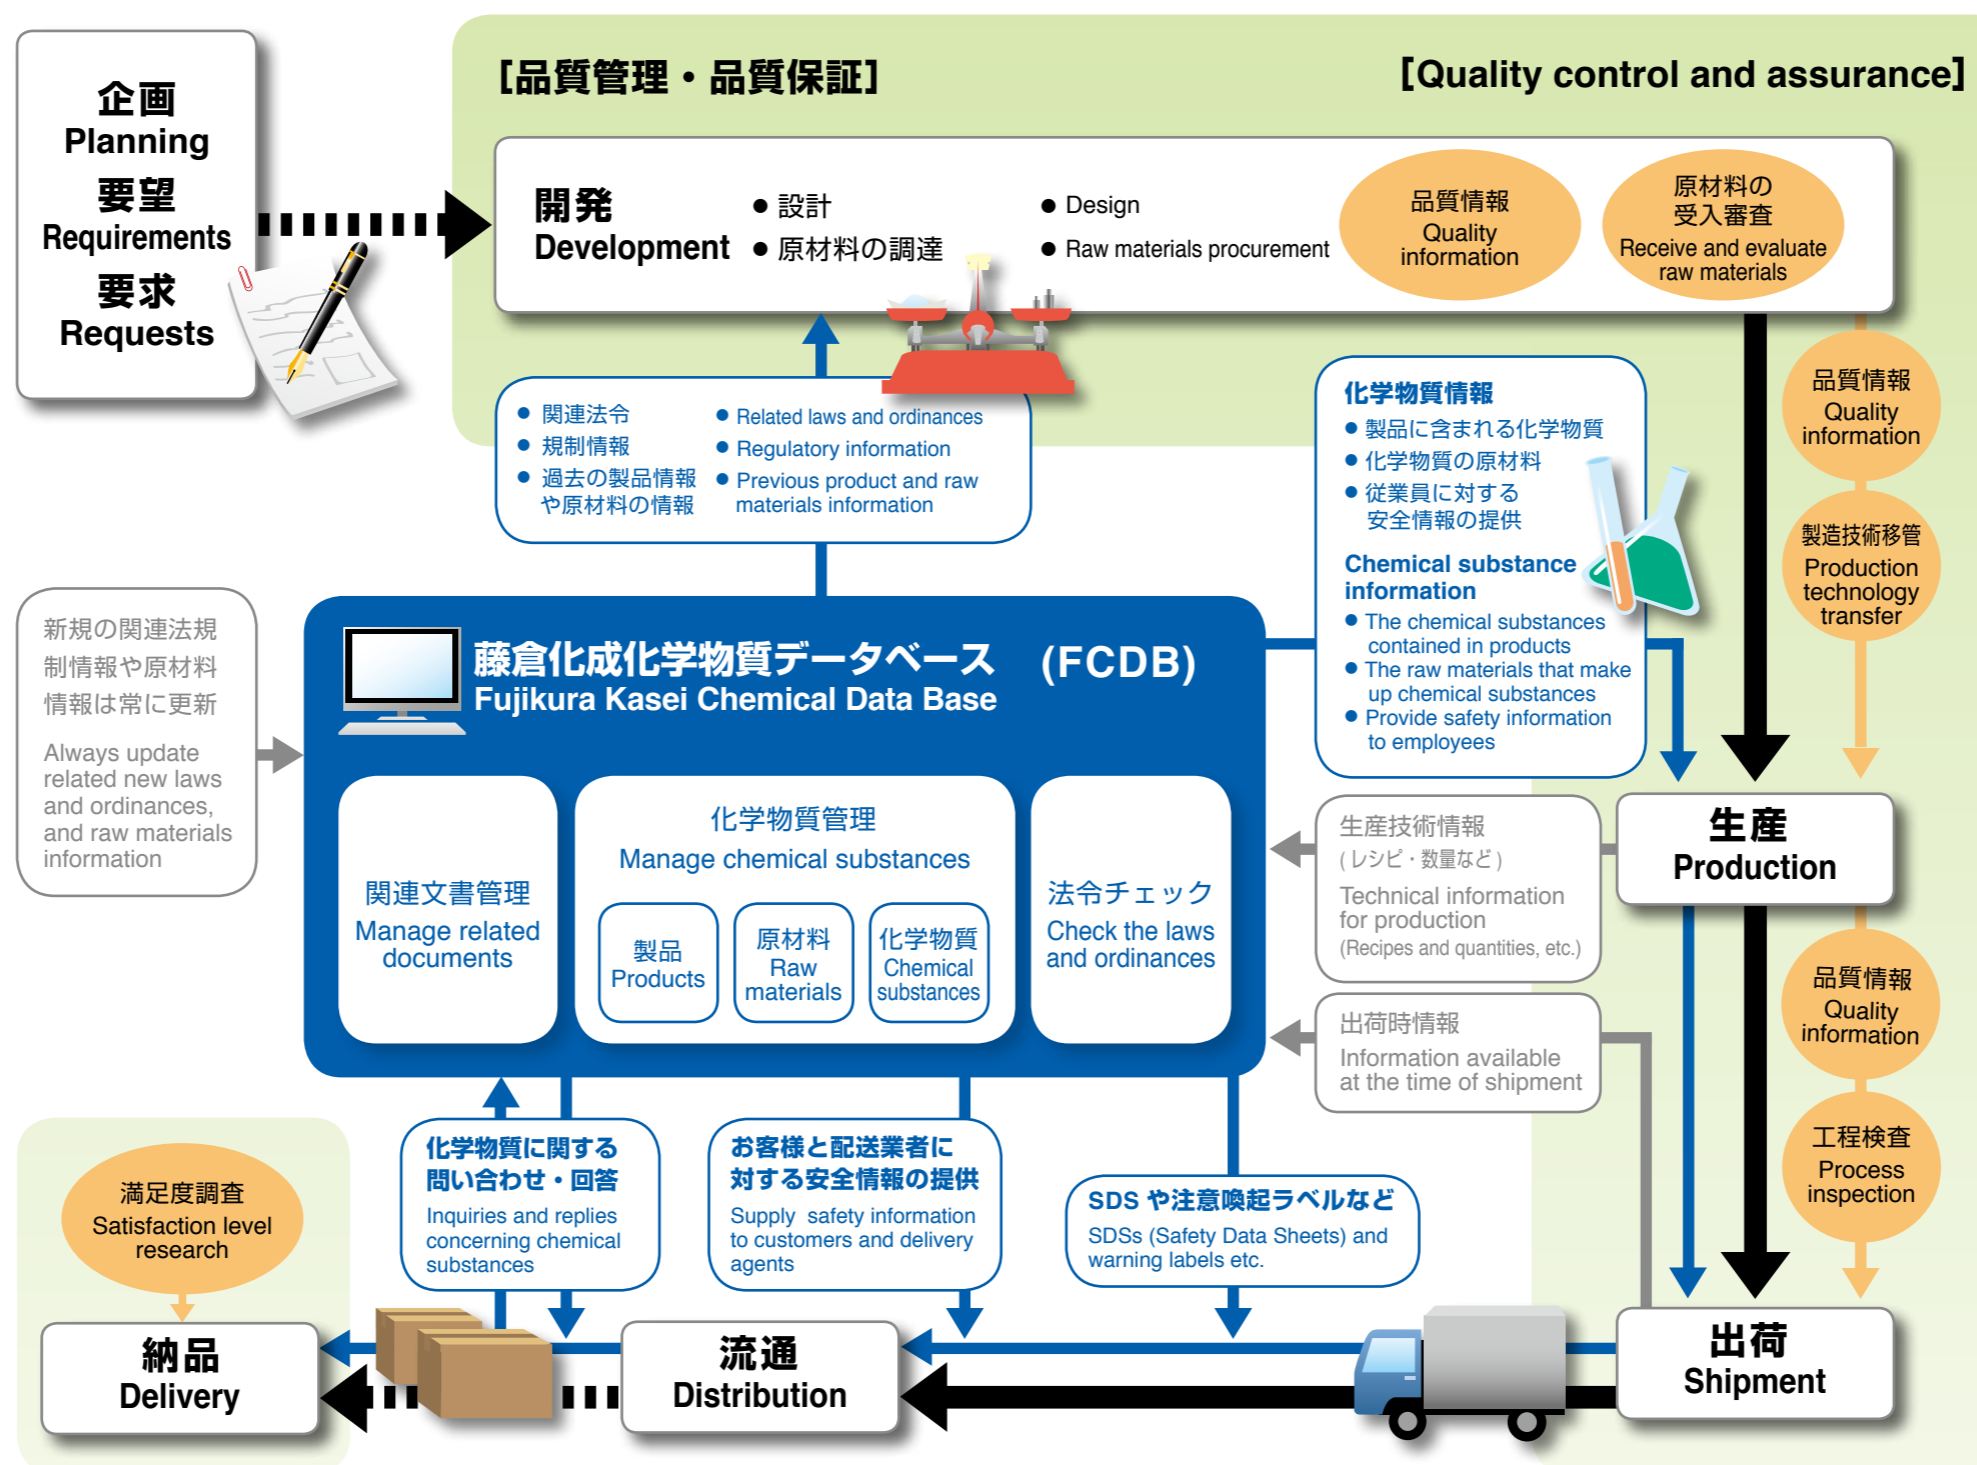 企画
Planning
要望
Requirements
要求
Requests
[品質管理・品質保証]
[Quality control and assurance]
開発
Development
● 設計
● 原材料の調達
● Design
● Raw materials procurement
品質情報
Quality
information
原材料の
受入審査
Receive and evaluate
raw materials
● 関連法令
● 規制情報
● 過去の製品情報
や原材料の情報
● Related laws and ordinances
● Regulatory information
● Previous product and raw
materials information
化学物質情報
● 製品に含まれる化学物質
● 化学物質の原材料
● 従業員に対する
安全情報の提供
Chemical substance
information
● The chemical substances
contained in products
● The raw materials that make
up chemical substances
● Provide safety information
to employees
品質情報
Quality
information
製造技術移管
Production
technology
transfer
新規の関連法規
制情報や原材料
情報は常に更新
Always update
related new laws
and ordinances,
and raw materials
information
藤倉化成化学物質データベース (FCDB)
Fujikura Kasei Chemical Data Base
関連文書管理
Manage related
documents
化学物質管理
Manage chemical substances
製品
Products
原材料
Raw
materials
化学物質
Chemical
substances
法令チェック
Check the laws
and ordinances
生産技術情報
(レシピ・数量など)
Technical information
for production
(Recipes and quantities, etc.)
生産
Production
出荷時情報
Information available
at the time of shipment
品質情報
Quality
information
工程検査
Process
inspection
満足度調査
Satisfaction level
research
化学物質に関する
問い合わせ・回答
Inquiries and replies
concerning chemical
substances
お客様と配送業者に
対する安全情報の提供
Supply safety information
to customers and delivery
agents
SDS や注意喚起ラベルなど
SDSs (Safety Data Sheets) and
warning labels etc.
納品
Delivery
流通
Distribution
出荷
Shipment